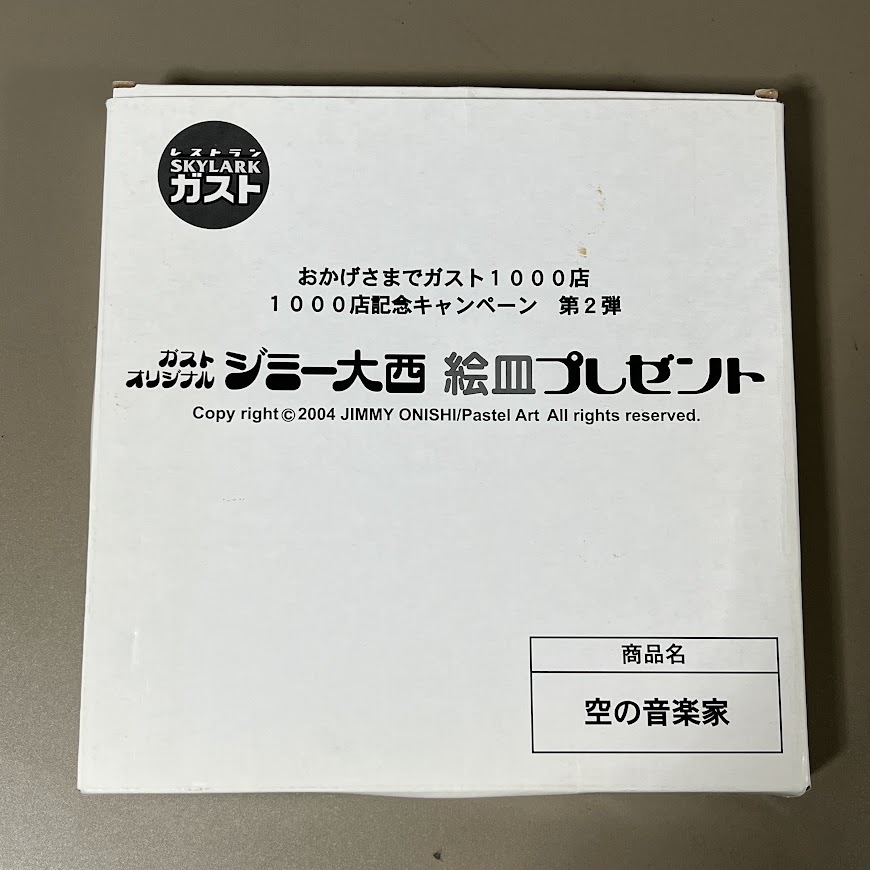 レストラン
SKYLARK
ガスト
おかげさまでガスト１０００店
１０００店記念キャンペーン　第２弾
ガスト
オリジナル ジミー大西 絵皿プレゼント
Copy right©2004 JIMMY ONISHI/Pastel Art All rights reserved.
商品名
空の音楽家